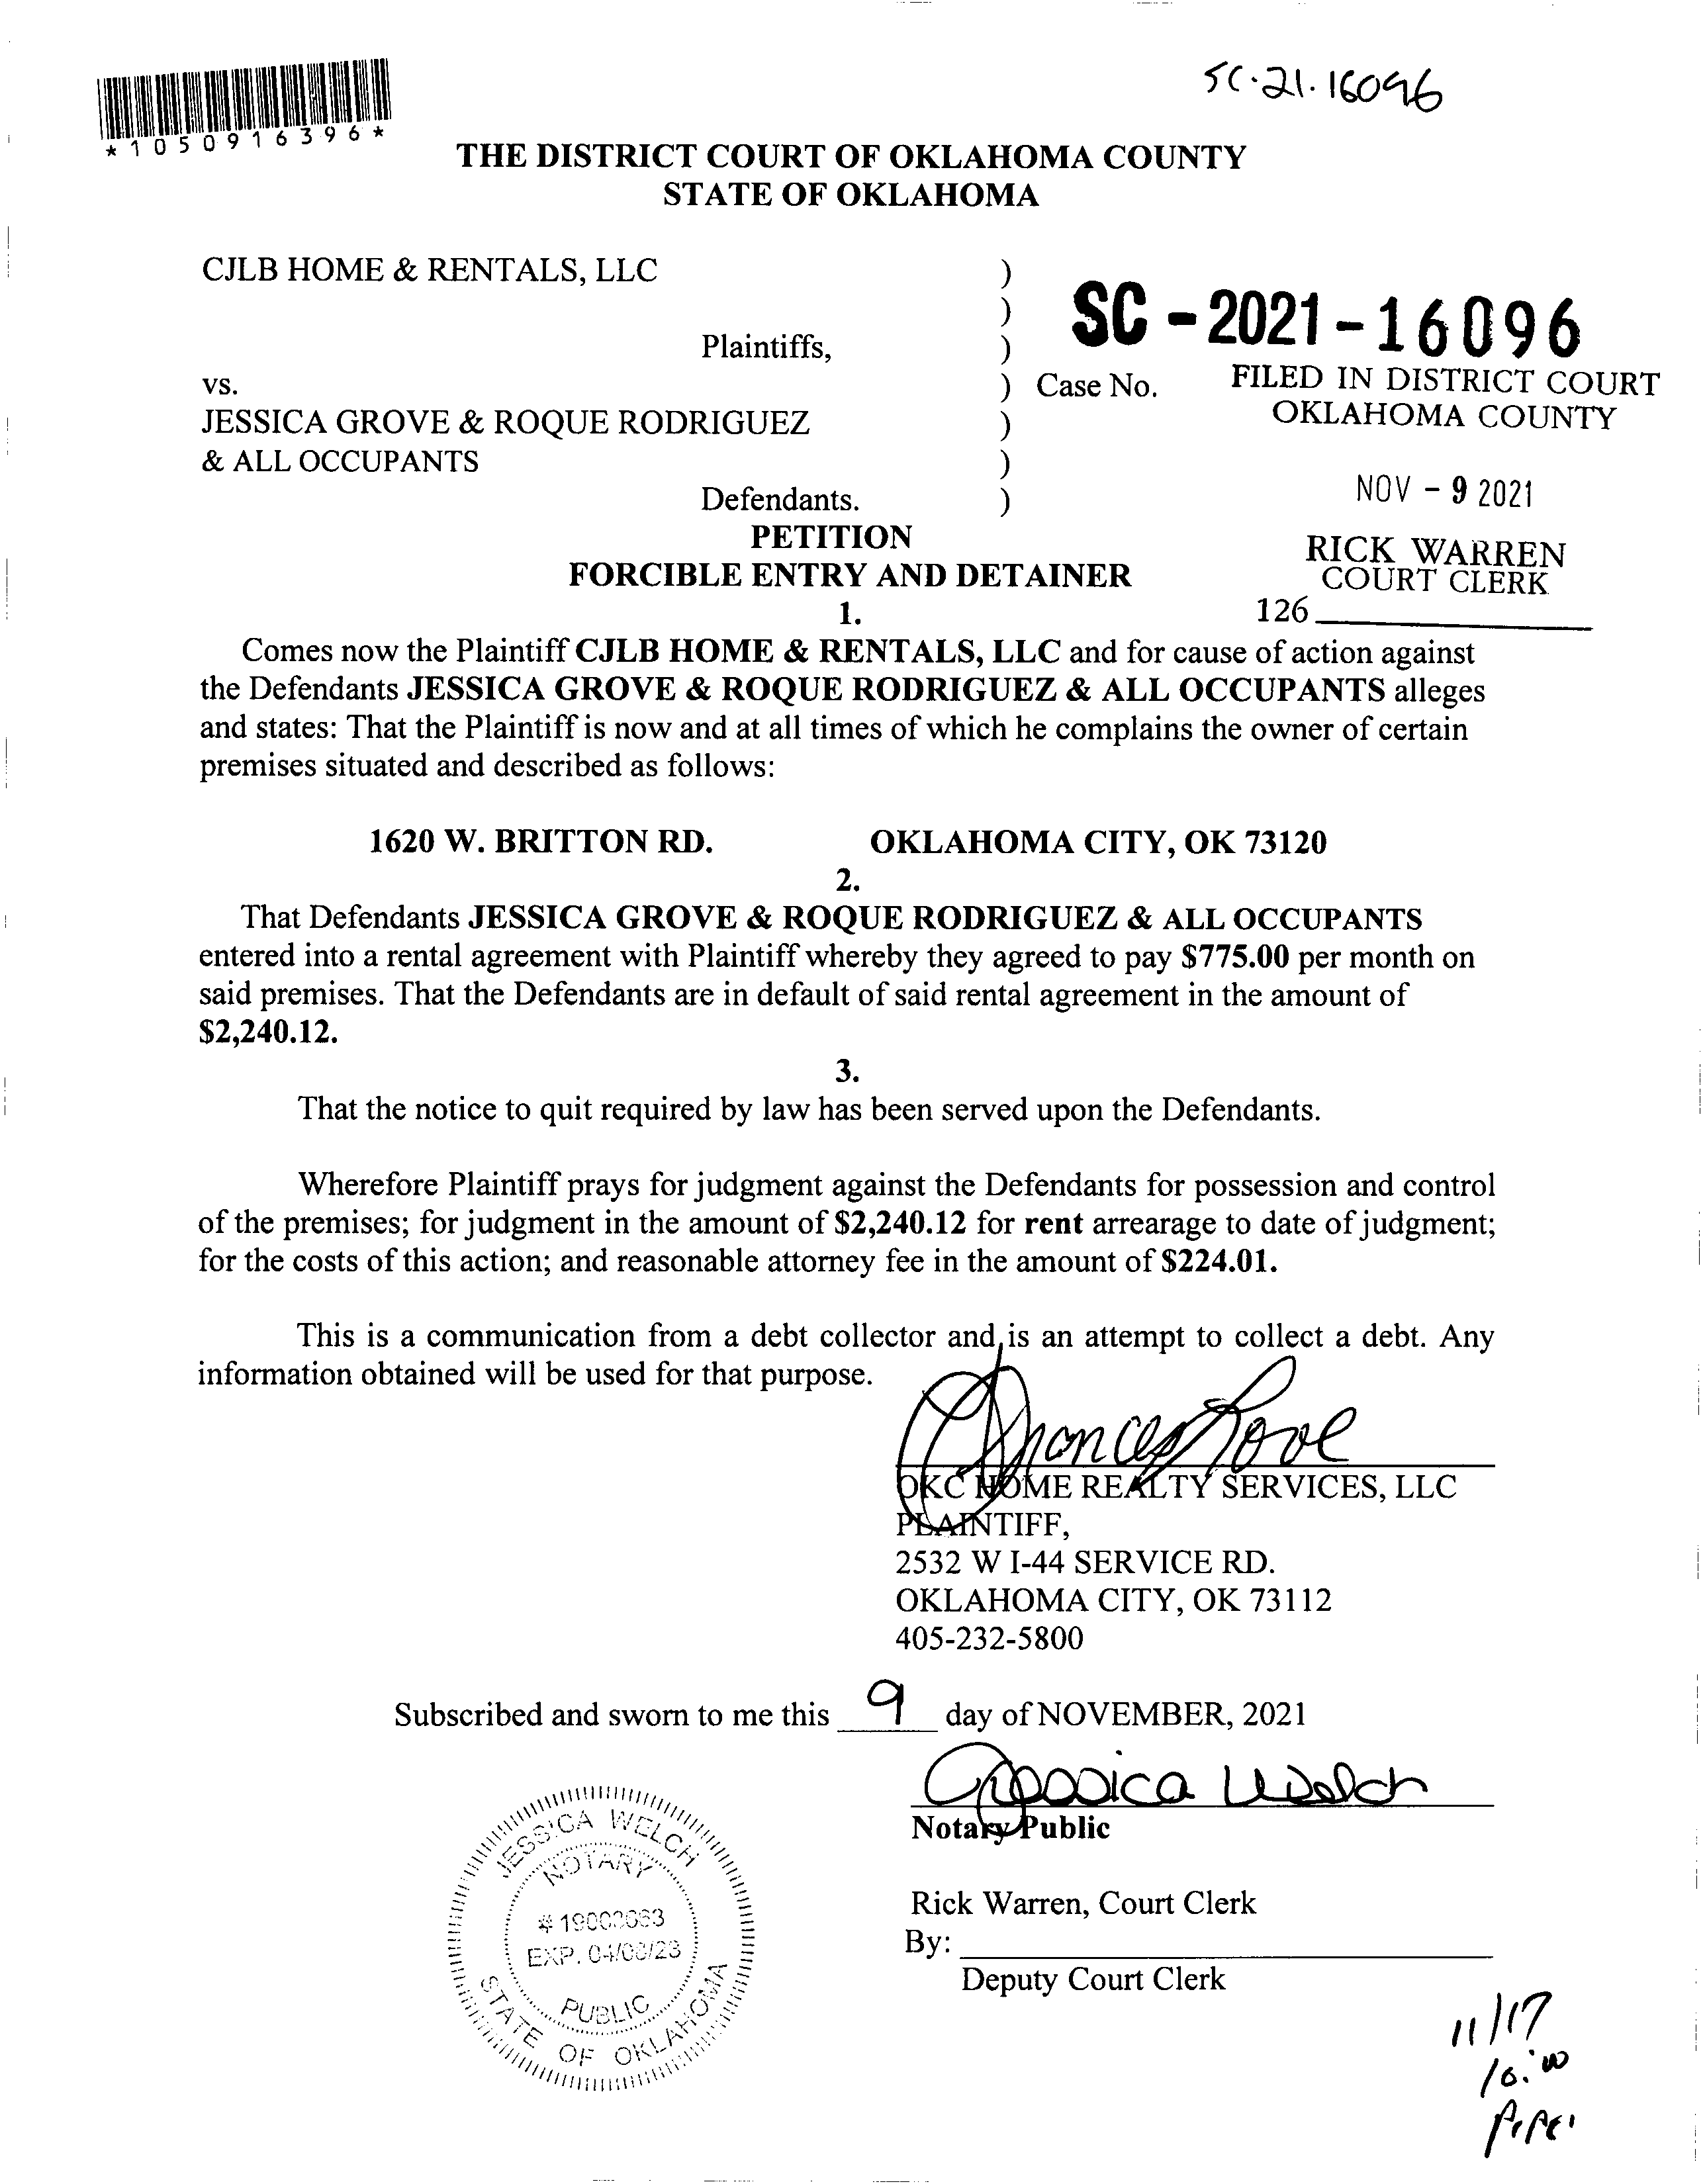 SC-21-16096
*1050916396*
THE DISTRICT COURT OF OKLAHOMA COUNTY
STATE OF OKLAHOMA
CJLB HOME & RENTALS, LLC )
)
Plaintiffs, )
SC-2021-16096
vs. ) Case No.
FILED IN DISTRICT COURT
OKLAHOMA COUNTY
JESSICA GROVE & ROQUE RODRIGUEZ )
& ALL OCCUPANTS )
Defendants. )
NOV - 9 2021
PETITION
RICK WARREN
COURT CLERK
FORCIBLE ENTRY AND DETAINER
126
1.
Comes now the Plaintiff CJLB HOME & RENTALS, LLC and for cause of action against
the Defendants JESSICA GROVE & ROQUE RODRIGUEZ & ALL OCCUPANTS alleges
and states: That the Plaintiff is now and at all times of which he complains the owner of certain
premises situated and described as follows:
1620 W. BRITTON RD. OKLAHOMA CITY, OK 73120
2.
That Defendants JESSICA GROVE & ROQUE RODRIGUEZ & ALL OCCUPANTS
entered into a rental agreement with Plaintiff whereby they agreed to pay $775.00 per month on
said premises. That the Defendants are in default of said rental agreement in the amount of
$2,240.12.
3.
That the notice to quit required by law has been served upon the Defendants.
Wherefore Plaintiff prays for judgment against the Defendants for possession and control
of the premises; for judgment in the amount of $2,240.12 for rent arrearage to date of judgment;
for the costs of this action; and reasonable attorney fee in the amount of $224.01.
This is a communication from a debt collector and is an attempt to collect a debt. Any
information obtained will be used for that purpose.
OKC HOME REALTY SERVICES, LLC
PLAINTIFF,
2532 W I-44 SERVICE RD.
OKLAHOMA CITY, OK 73112
405-232-5800
Subscribed and sworn to me this 9 day of NOVEMBER, 2021
Jessica Welch
Notary Public
JESSICA WELCH
NOTARY
EXP.
PUBLIC
STATE OF OKLAHOMA
Rick Warren, Court Clerk
By:
Deputy Court Clerk
11/17
10:00